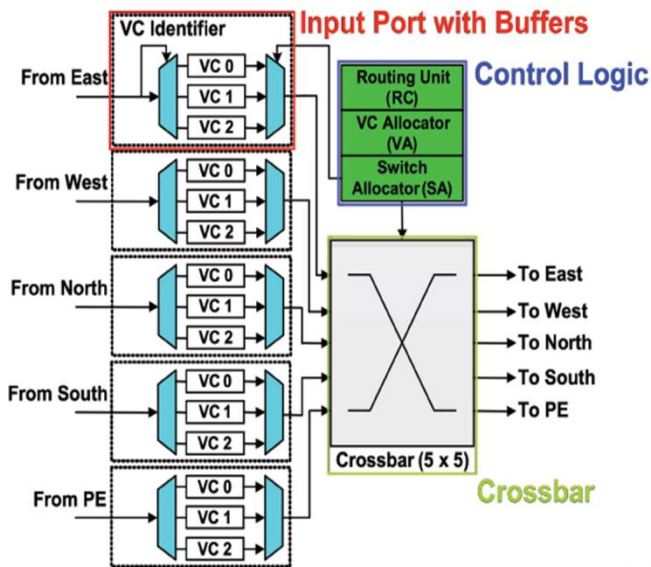 VC Identifier
Input Port with Buffers
From East
VC 0
VC 1
VC 2
Routing Unit
(RC)
VC Allocator
(VA)
Switch
Allocator (SA)
Control Logic
From West
VC 0
VC 1
VC 2
From North
VC 0
VC 1
VC 2
From South
VC 0
VC 1
VC 2
From PE
VC 0
VC 1
VC 2
To East
To West
To North
To South
To PE
Crossbar (5 x 5)
Crossbar